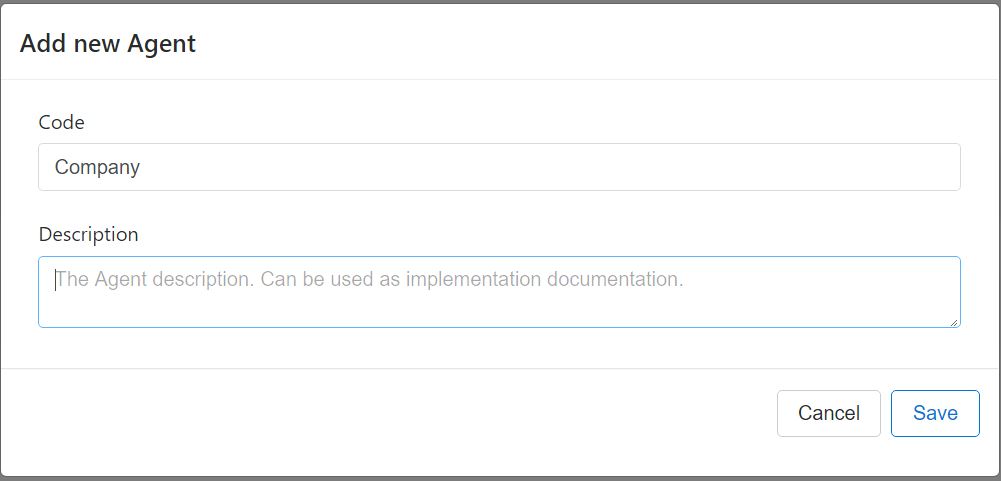 Add new Agent
Code
Company
Description
The Agent description. Can be used as implementation documentation.
Cancel Save